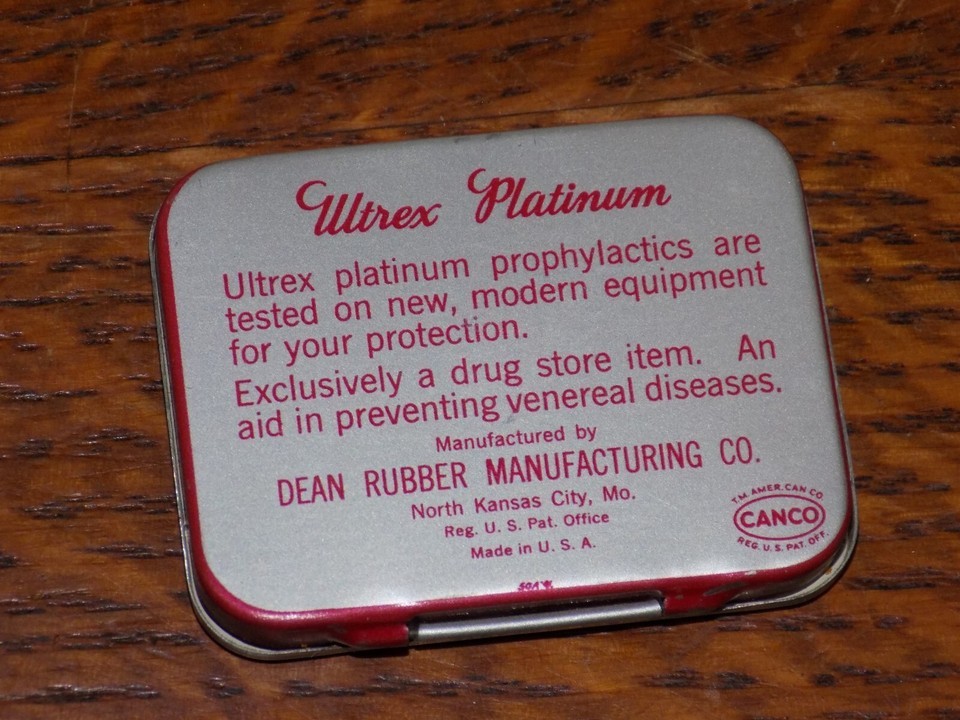 Ultrex Platinum
Ultrex platinum prophylactics are
tested on new, modern equipment
for your protection.
Exclusively a drug store item. An
aid in preventing venereal diseases.
Manufactured by
DEAN RUBBER MANUFACTURING CO.
North Kansas City, Mo.
Reg. U. S. Pat. Office
Made in U. S. A.
T.M. AMER. CAN CO.
CANCO
REG. U. S. PAT. OFF.